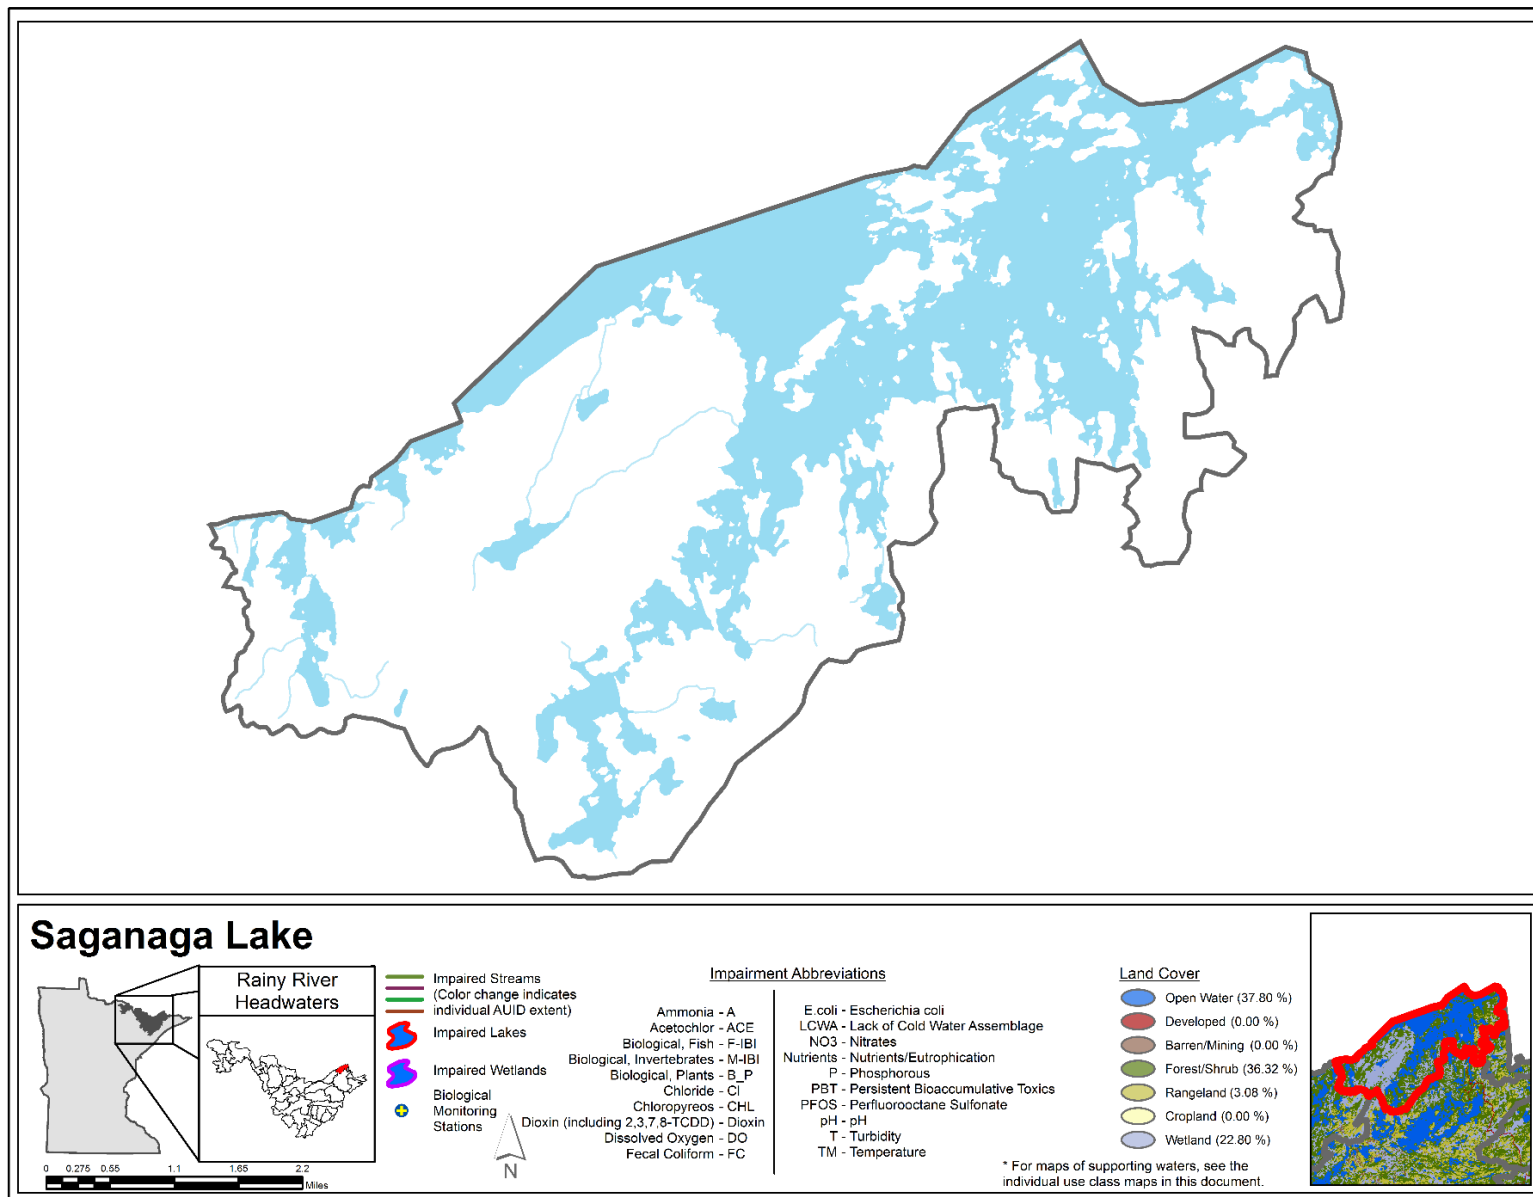 Saganaga Lake
Rainy River
Headwaters
0 0.275 0.55 1.1 1.65 2.2
Miles
Impaired Streams
(Color change indicates
individual AUID extent)
Impaired Lakes
Impaired Wetlands
Biological
Monitoring
Stations
N
Impairment Abbreviations
Ammonia - A
Acetochlor - ACE
Biological, Fish - F-IBI
Biological, Invertebrates - M-IBI
Biological, Plants - B_P
Chloride - Cl
Chloropyreos - CHL
Dioxin (including 2,3,7,8-TCDD) - Dioxin
Dissolved Oxygen - DO
Fecal Coliform - FC
E.coli - Escherichia coli
LCWA - Lack of Cold Water Assemblage
NO3 - Nitrates
Nutrients - Nutrients/Eutrophication
P - Phosphorous
PBT - Persistent Bioaccumulative Toxics
PFOS - Perfluorooctane Sulfonate
pH - pH
T - Turbidity
TM - Temperature
Land Cover
Open Water (37.80 %)
Developed (0.00 %)
Barren/Mining (0.00 %)
Forest/Shrub (36.32 %)
Rangeland (3.08 %)
Cropland (0.00 %)
Wetland (22.80 %)
* For maps of supporting waters, see the
individual use class maps in this document.